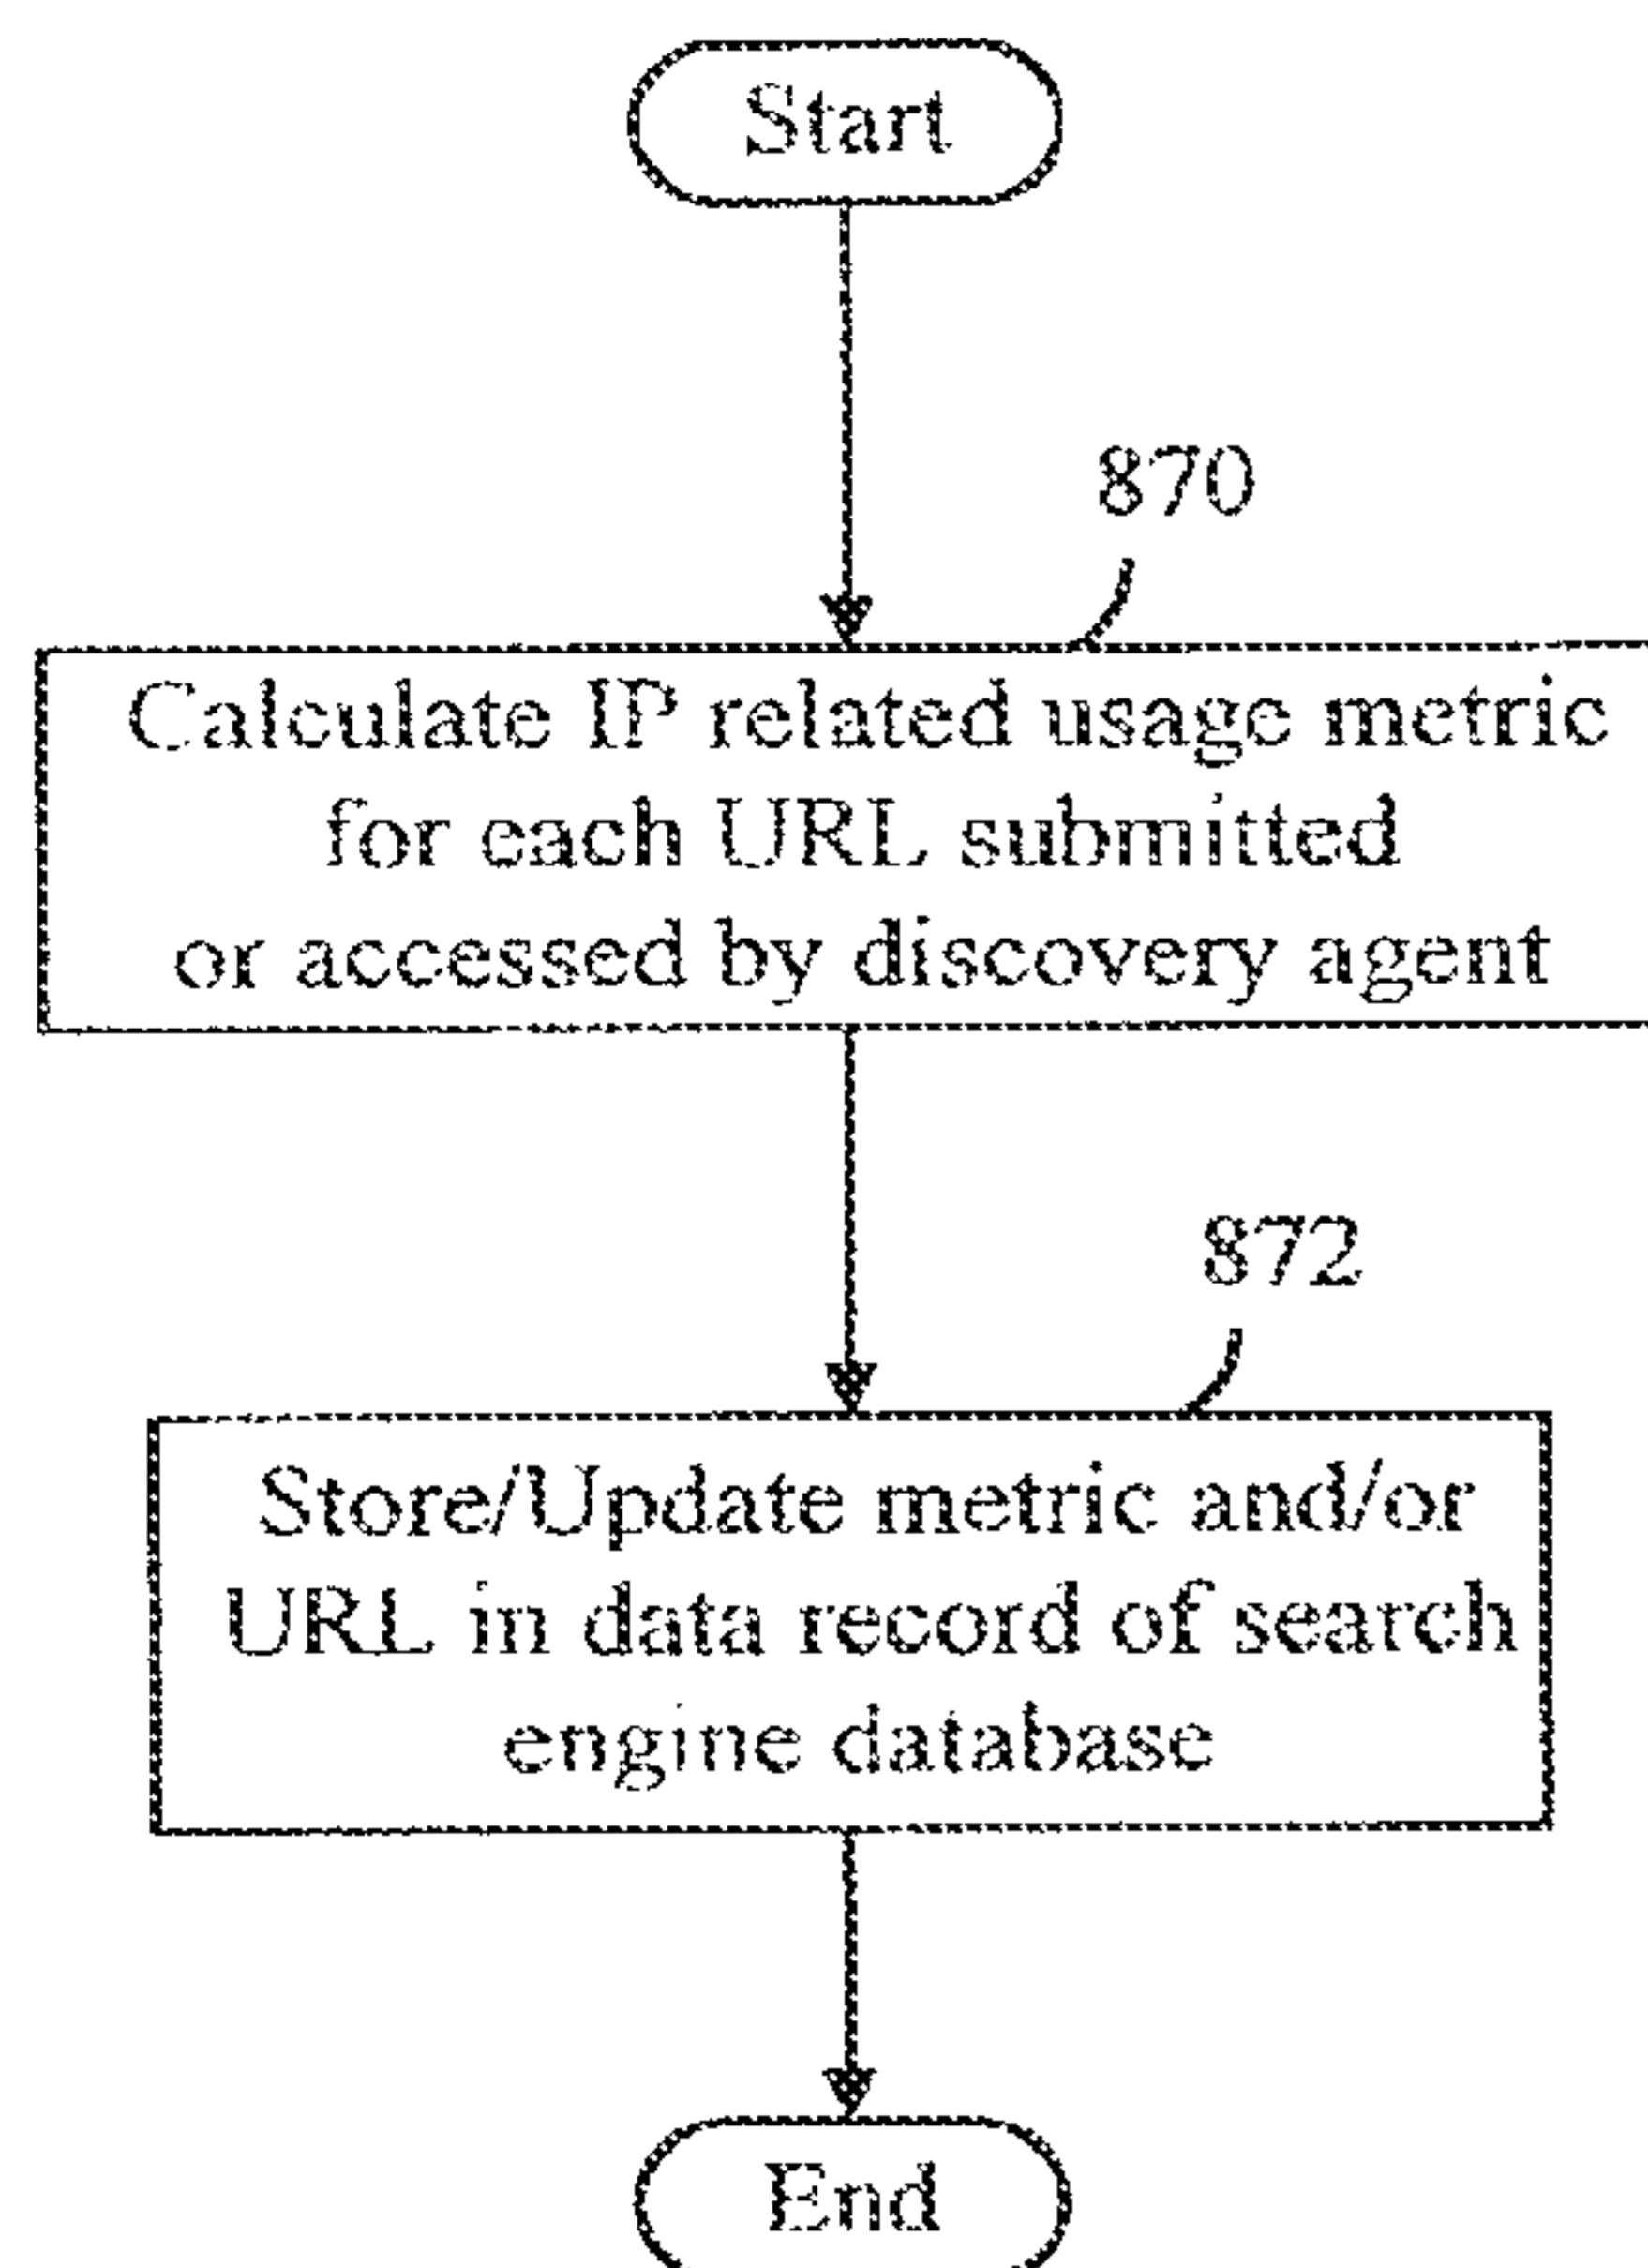 Start
870
Calculate IP related usage metric
for each URL submitted
or accessed by discovery agent
872
Store/Update metric and/or
URL in data record of search
engine database
End